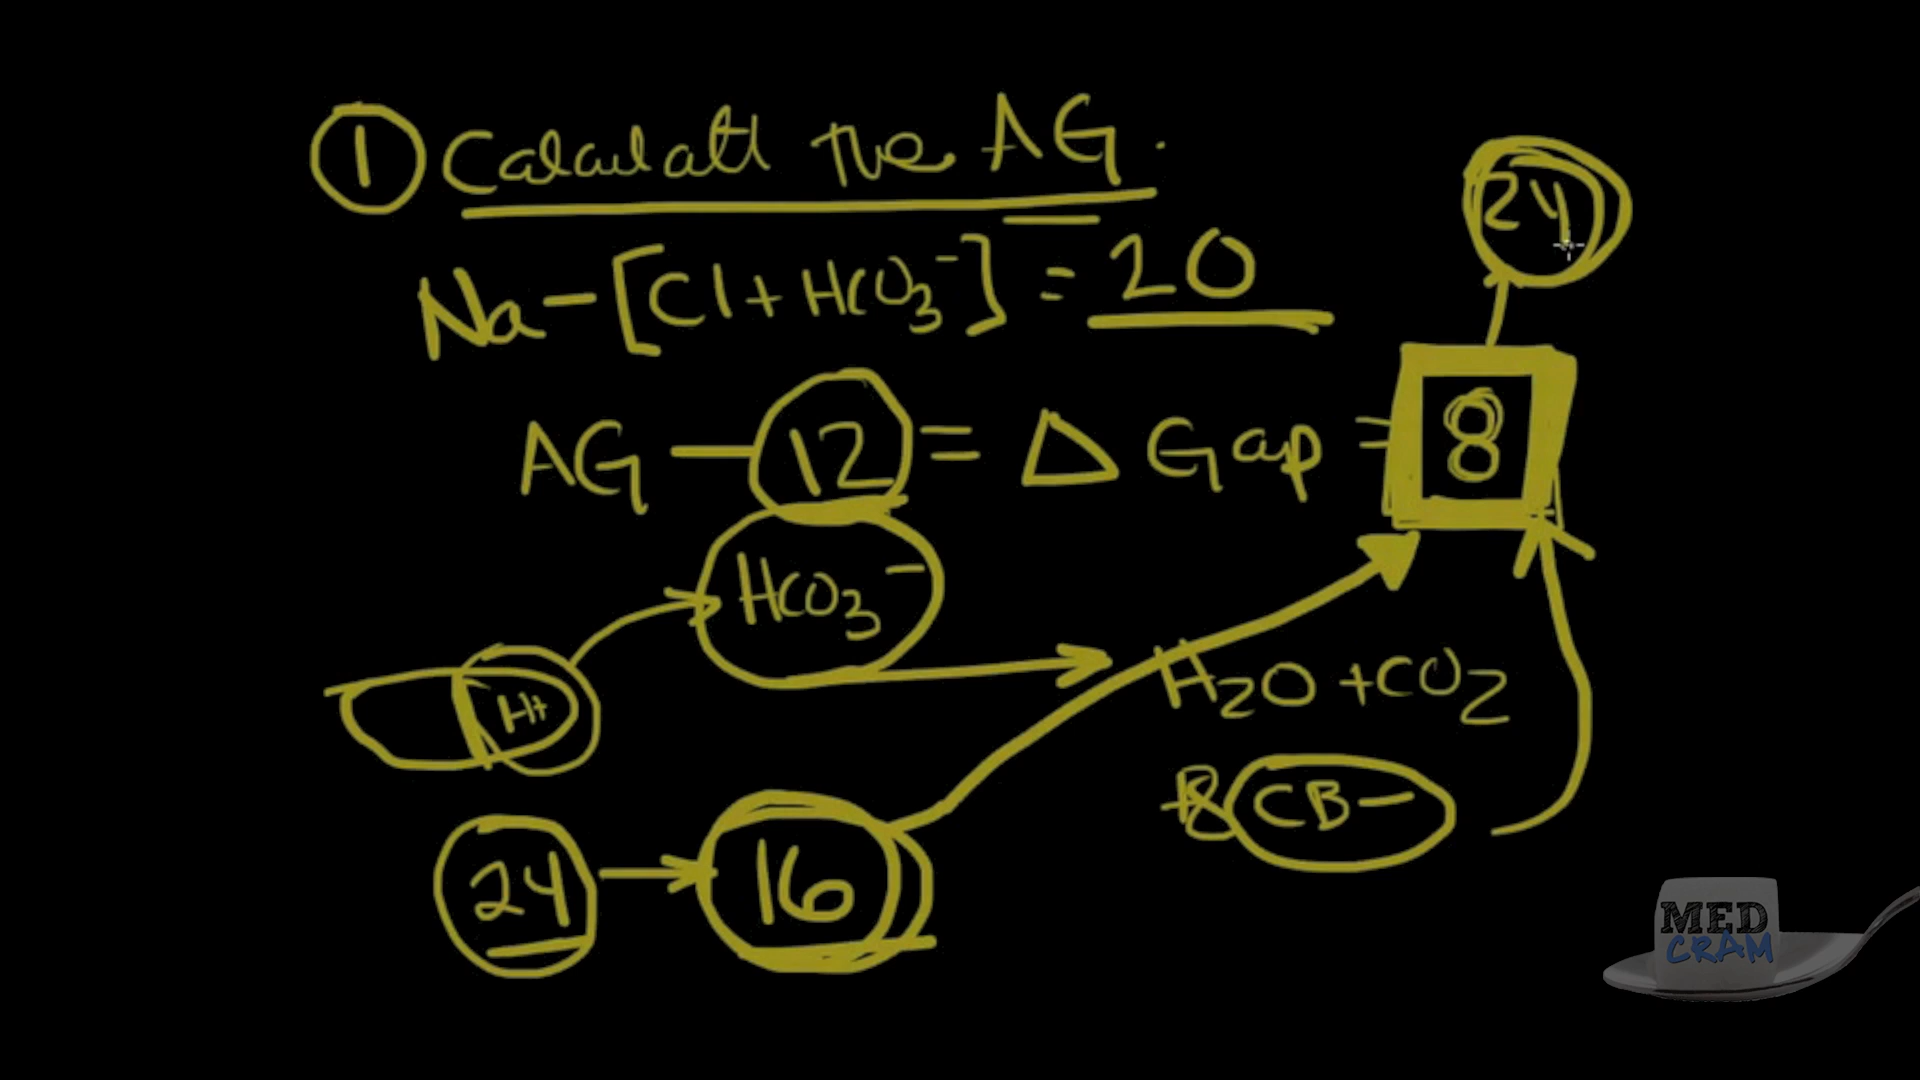 ① Calculate the AG.
24
Na - [Cl + HCO3-] = 20
AG - 12 = Δ Gap = 8
HCO3-
H+
H2O + CO2
CB-
24 → 16
MED
CRAM